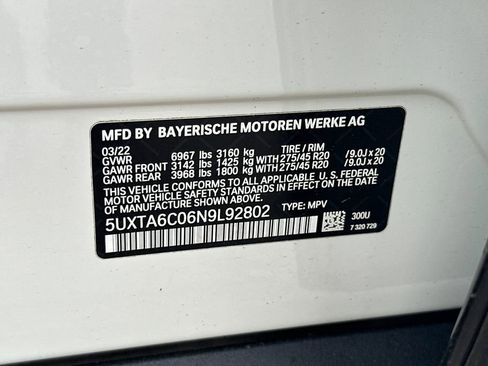 MFD BY BAYERISCHE MOTOREN WERKE AG
03/22 TIRE / RIM
GVWR 6967 lbs 3160 kg
GAWR FRONT 3142 lbs 1425 kg WITH 275/45 R20 /9.0J x 20
GAWR REAR 3968 lbs 1800 kg WITH 275/45 R20 /9.0J x 20
THIS VEHICLE CONFORMS TO ALL APPLICABLE U. S. FEDERAL
MOTOR VEHICLE SAFETY STANDARDS IN EFFECT ON THE DATE
OF MANUFACTURE SHOWN ABOVE.
5UXTA6C06N9L92802 TYPE: MPV
300U
7 320 729